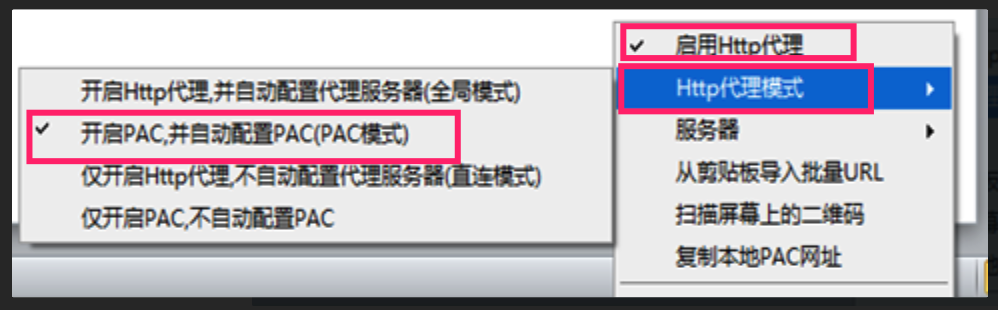 启用Http代理
Http代理模式
服务器
从剪贴板导入批量URL
扫描屏幕上的二维码
复制本地PAC网址
开启Http代理,并自动配置代理服务器(全局模式)
开启PAC,并自动配置PAC(PAC模式)
仅开启Http代理,不自动配置代理服务器(直连模式)
仅开启PAC,不自动配置PAC